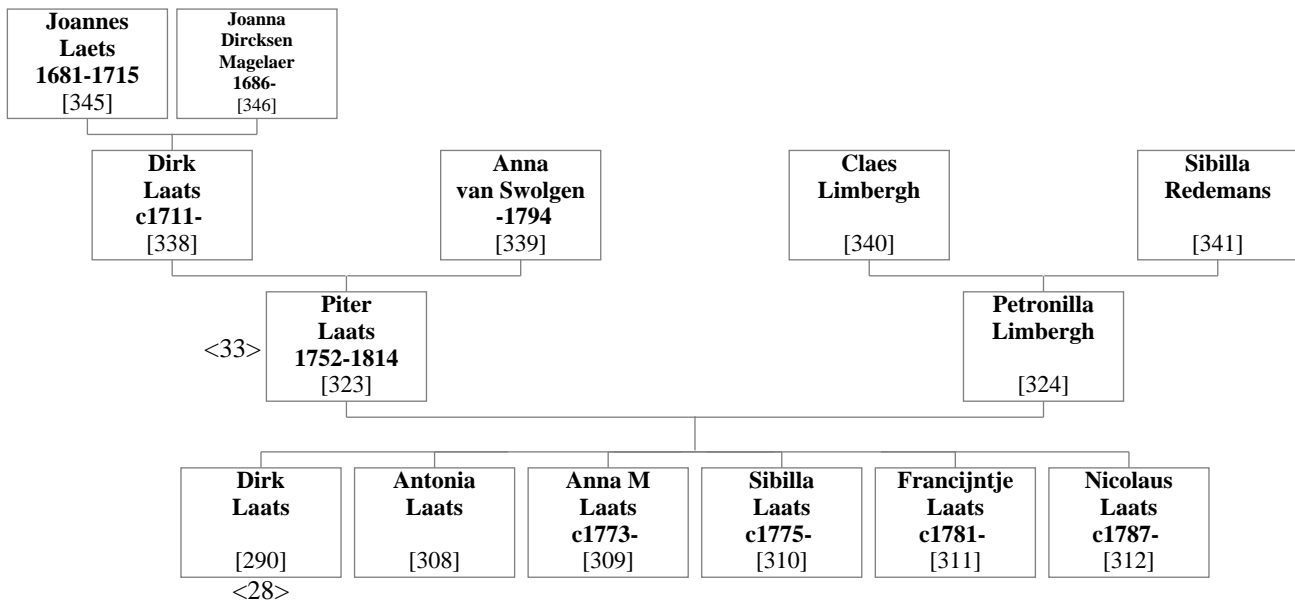 Joannes
Laets
1681-1715
[345]
Joanna
Dircksen
Magelaer
1686-
[346]
Dirk
Laats
c1711-
[338]
Anna
van Swolgen
-1794
[339]
Claes
Limbergh
[340]
Sibilla
Redemans
[341]
<33>
Piter
Laats
1752-1814
[323]
Petronilla
Limbergh
[324]
Dirk
Laats
[290]
<28>
Antonia
Laats
[308]
Anna M
Laats
c1773-
[309]
Sibilla
Laats
c1775-
[310]
Francijntje
Laats
c1781-
[311]
Nicolaus
Laats
c1787-
[312]